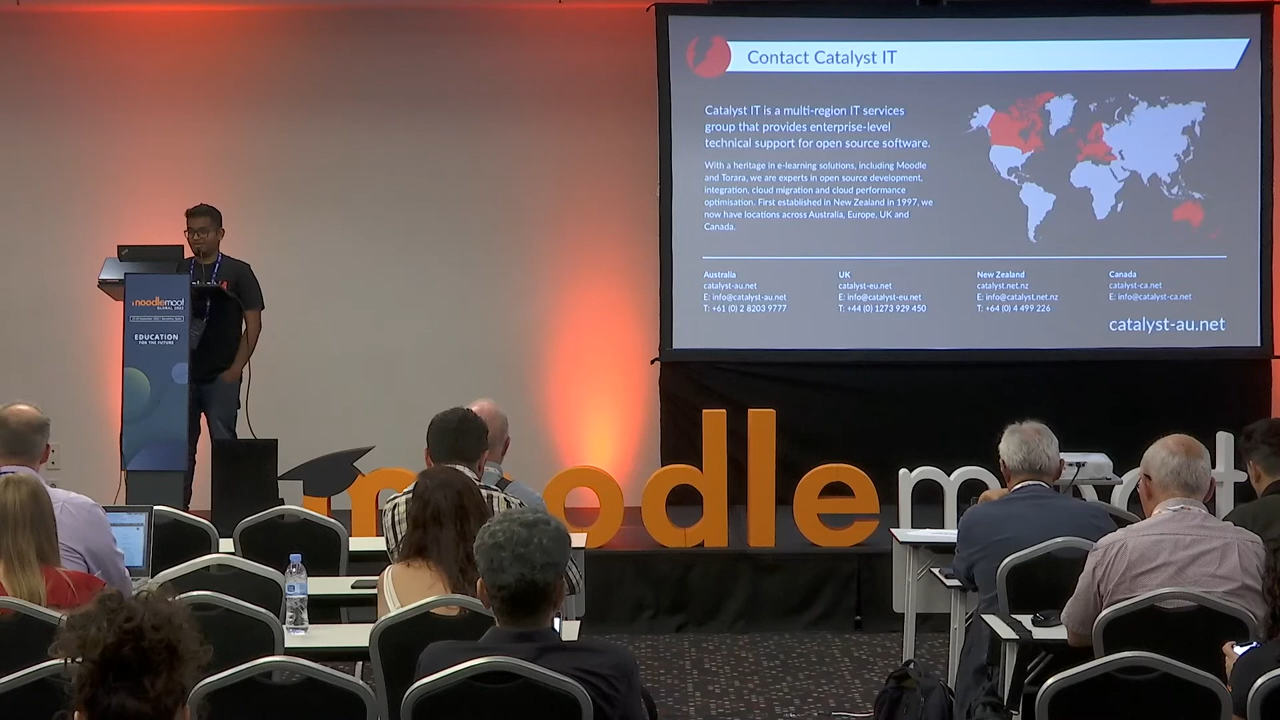 Contact Catalyst IT
Catalyst IT is a multi-region IT services
group that provides enterprise-level
technical support for open source software.
With a heritage in e-learning solutions, including Moodle
and Torara, we are experts in open source development,
integration, cloud migration and cloud performance
optimisation. First established in New Zealand in 1997, we
now have locations across Australia, Europe, UK and
Canada.
Australia
catalyst-au.net
E: info@catalyst-au.net
T: +61 (0) 2 8203 9777
UK
catalyst-eu.net
E: info@catalyst-eu.net
T: +44 (0) 1273 929 450
New Zealand
catalyst.net.nz
E: info@catalyst.net.nz
T: +64 (0) 4 499 226
Canada
catalyst-ca.net
E: info@catalyst-ca.net
catalyst-au.net
moodlemoot
GLOBAL 2022
EDUCATION
FOR THE FUTURE
moodle